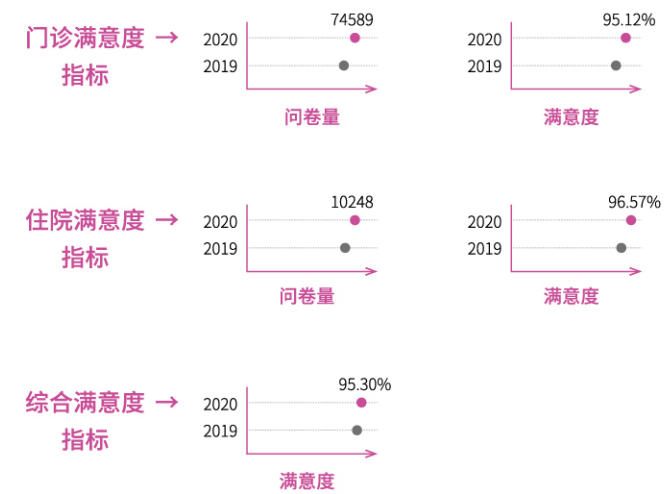 门诊满意度 →
指标
74589
2020
2019
问卷量
95.12%
2020
2019
满意度
住院满意度 →
指标
10248
2020
2019
问卷量
96.57%
2020
2019
满意度
综合满意度 →
指标
95.30%
2020
2019
满意度